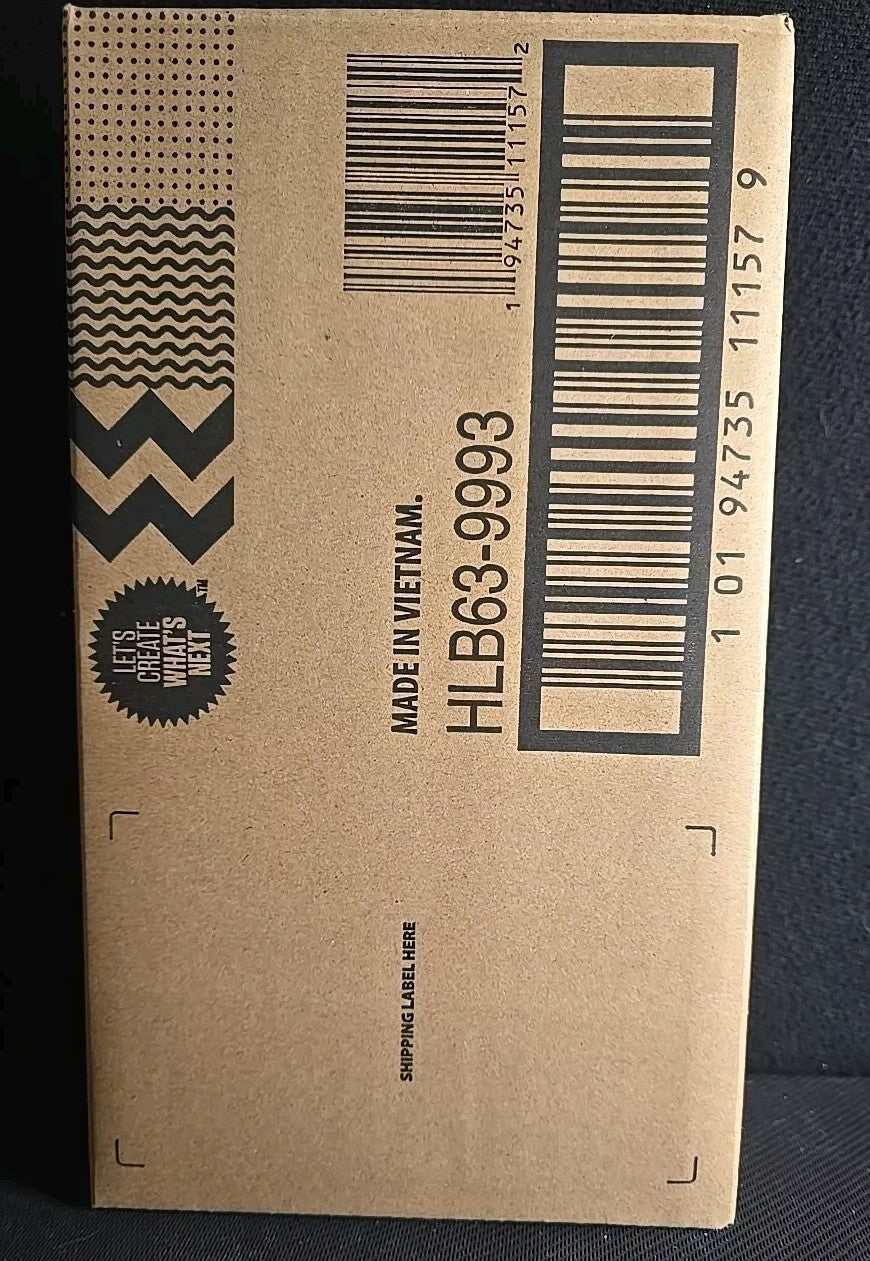 LET'S
CREATE
WHAT'S
NEXT™
1 94735 11157 2
MADE IN VIETNAM.
HLB63-9993
1 01 94735 11157 9
SHIPPING LABEL HERE